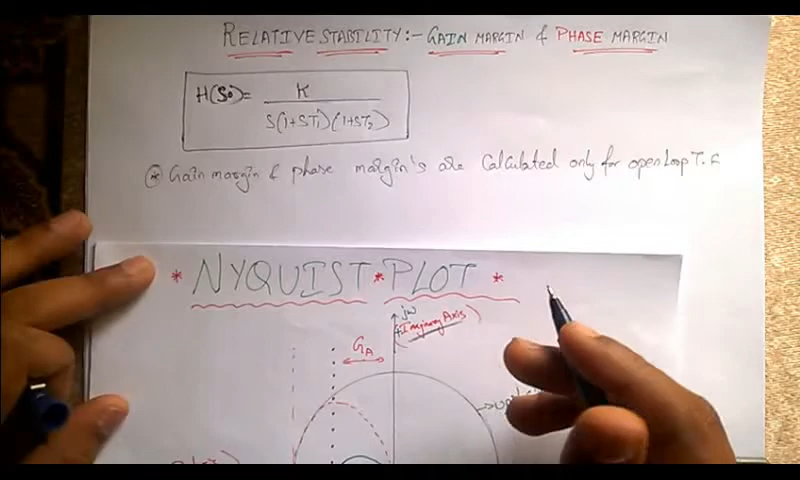 RELATIVE STABILITY:- GAIN MARGIN & PHASE MARGIN
K
H(S)=
S(1+ST1)(1+ST2)
* Gain margin & phase margin's are calculated only for open Loop T.F
* NYQUIST * PLOT *
jw
Imaginary Axis
GA